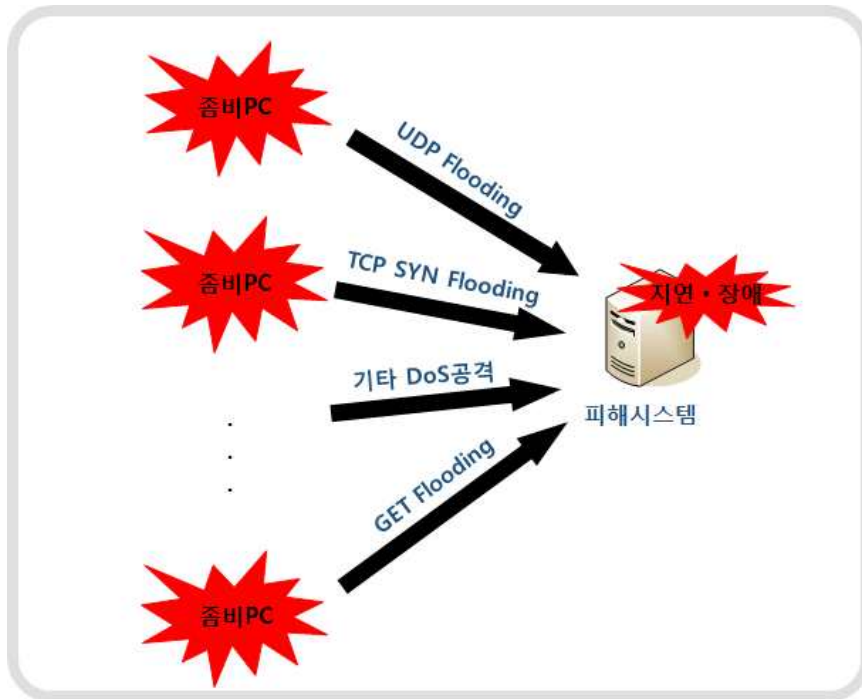 좀비PC
UDP Flooding
좀비PC
TCP SYN Flooding
지연·장애
기타 DoS공격
피해시스템
GET Flooding
좀비PC